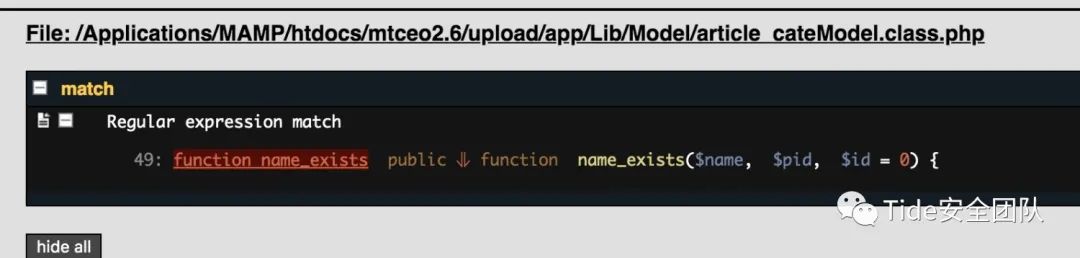 File: /Applications/MAMP/htdocs/mtceo2.6/upload/app/Lib/Model/article_cateModel.class.php
match
Regular expression match
49: function name_exists public ⇓ function name_exists($name, $pid, $id = 0) {
Tide安全团队
hide all